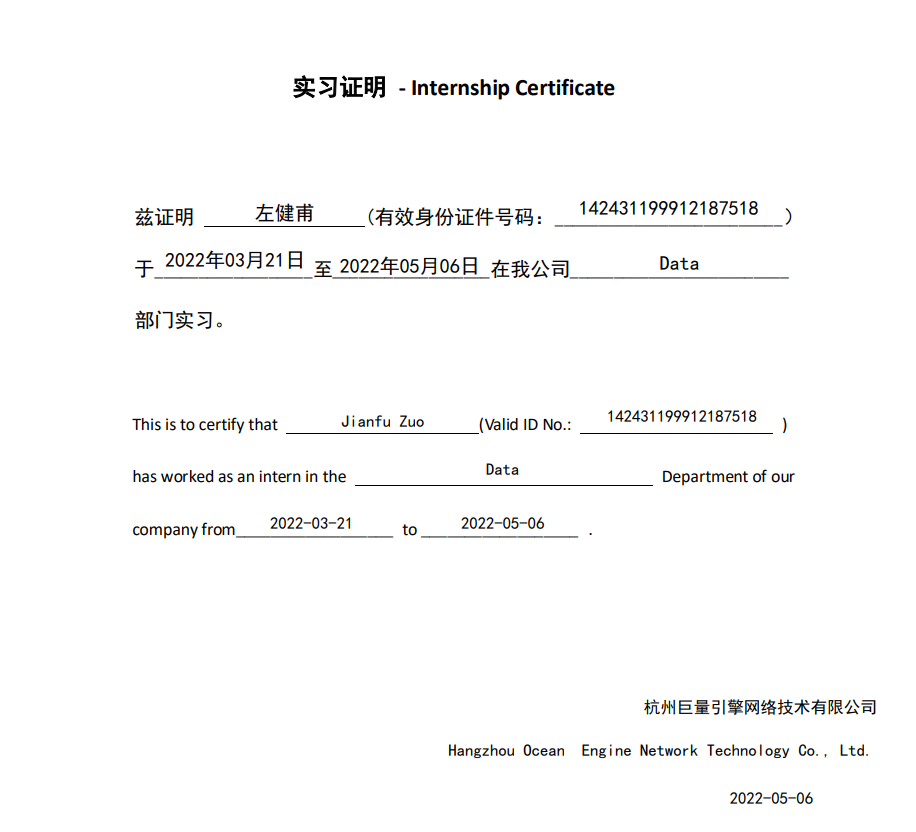 实习证明 - Internship Certificate
兹证明 左健甫 (有效身份证件号码: 142431199912187518 )
于 2022年03月21日 至 2022年05月06日 在我公司 Data
部门实习。
This is to certify that Jianfu Zuo (Valid ID No.: 142431199912187518 )
has worked as an intern in the Data Department of our
company from 2022-03-21 to 2022-05-06 .
杭州巨量引擎网络技术有限公司
Hangzhou Ocean Engine Network Technology Co., Ltd.
2022-05-06